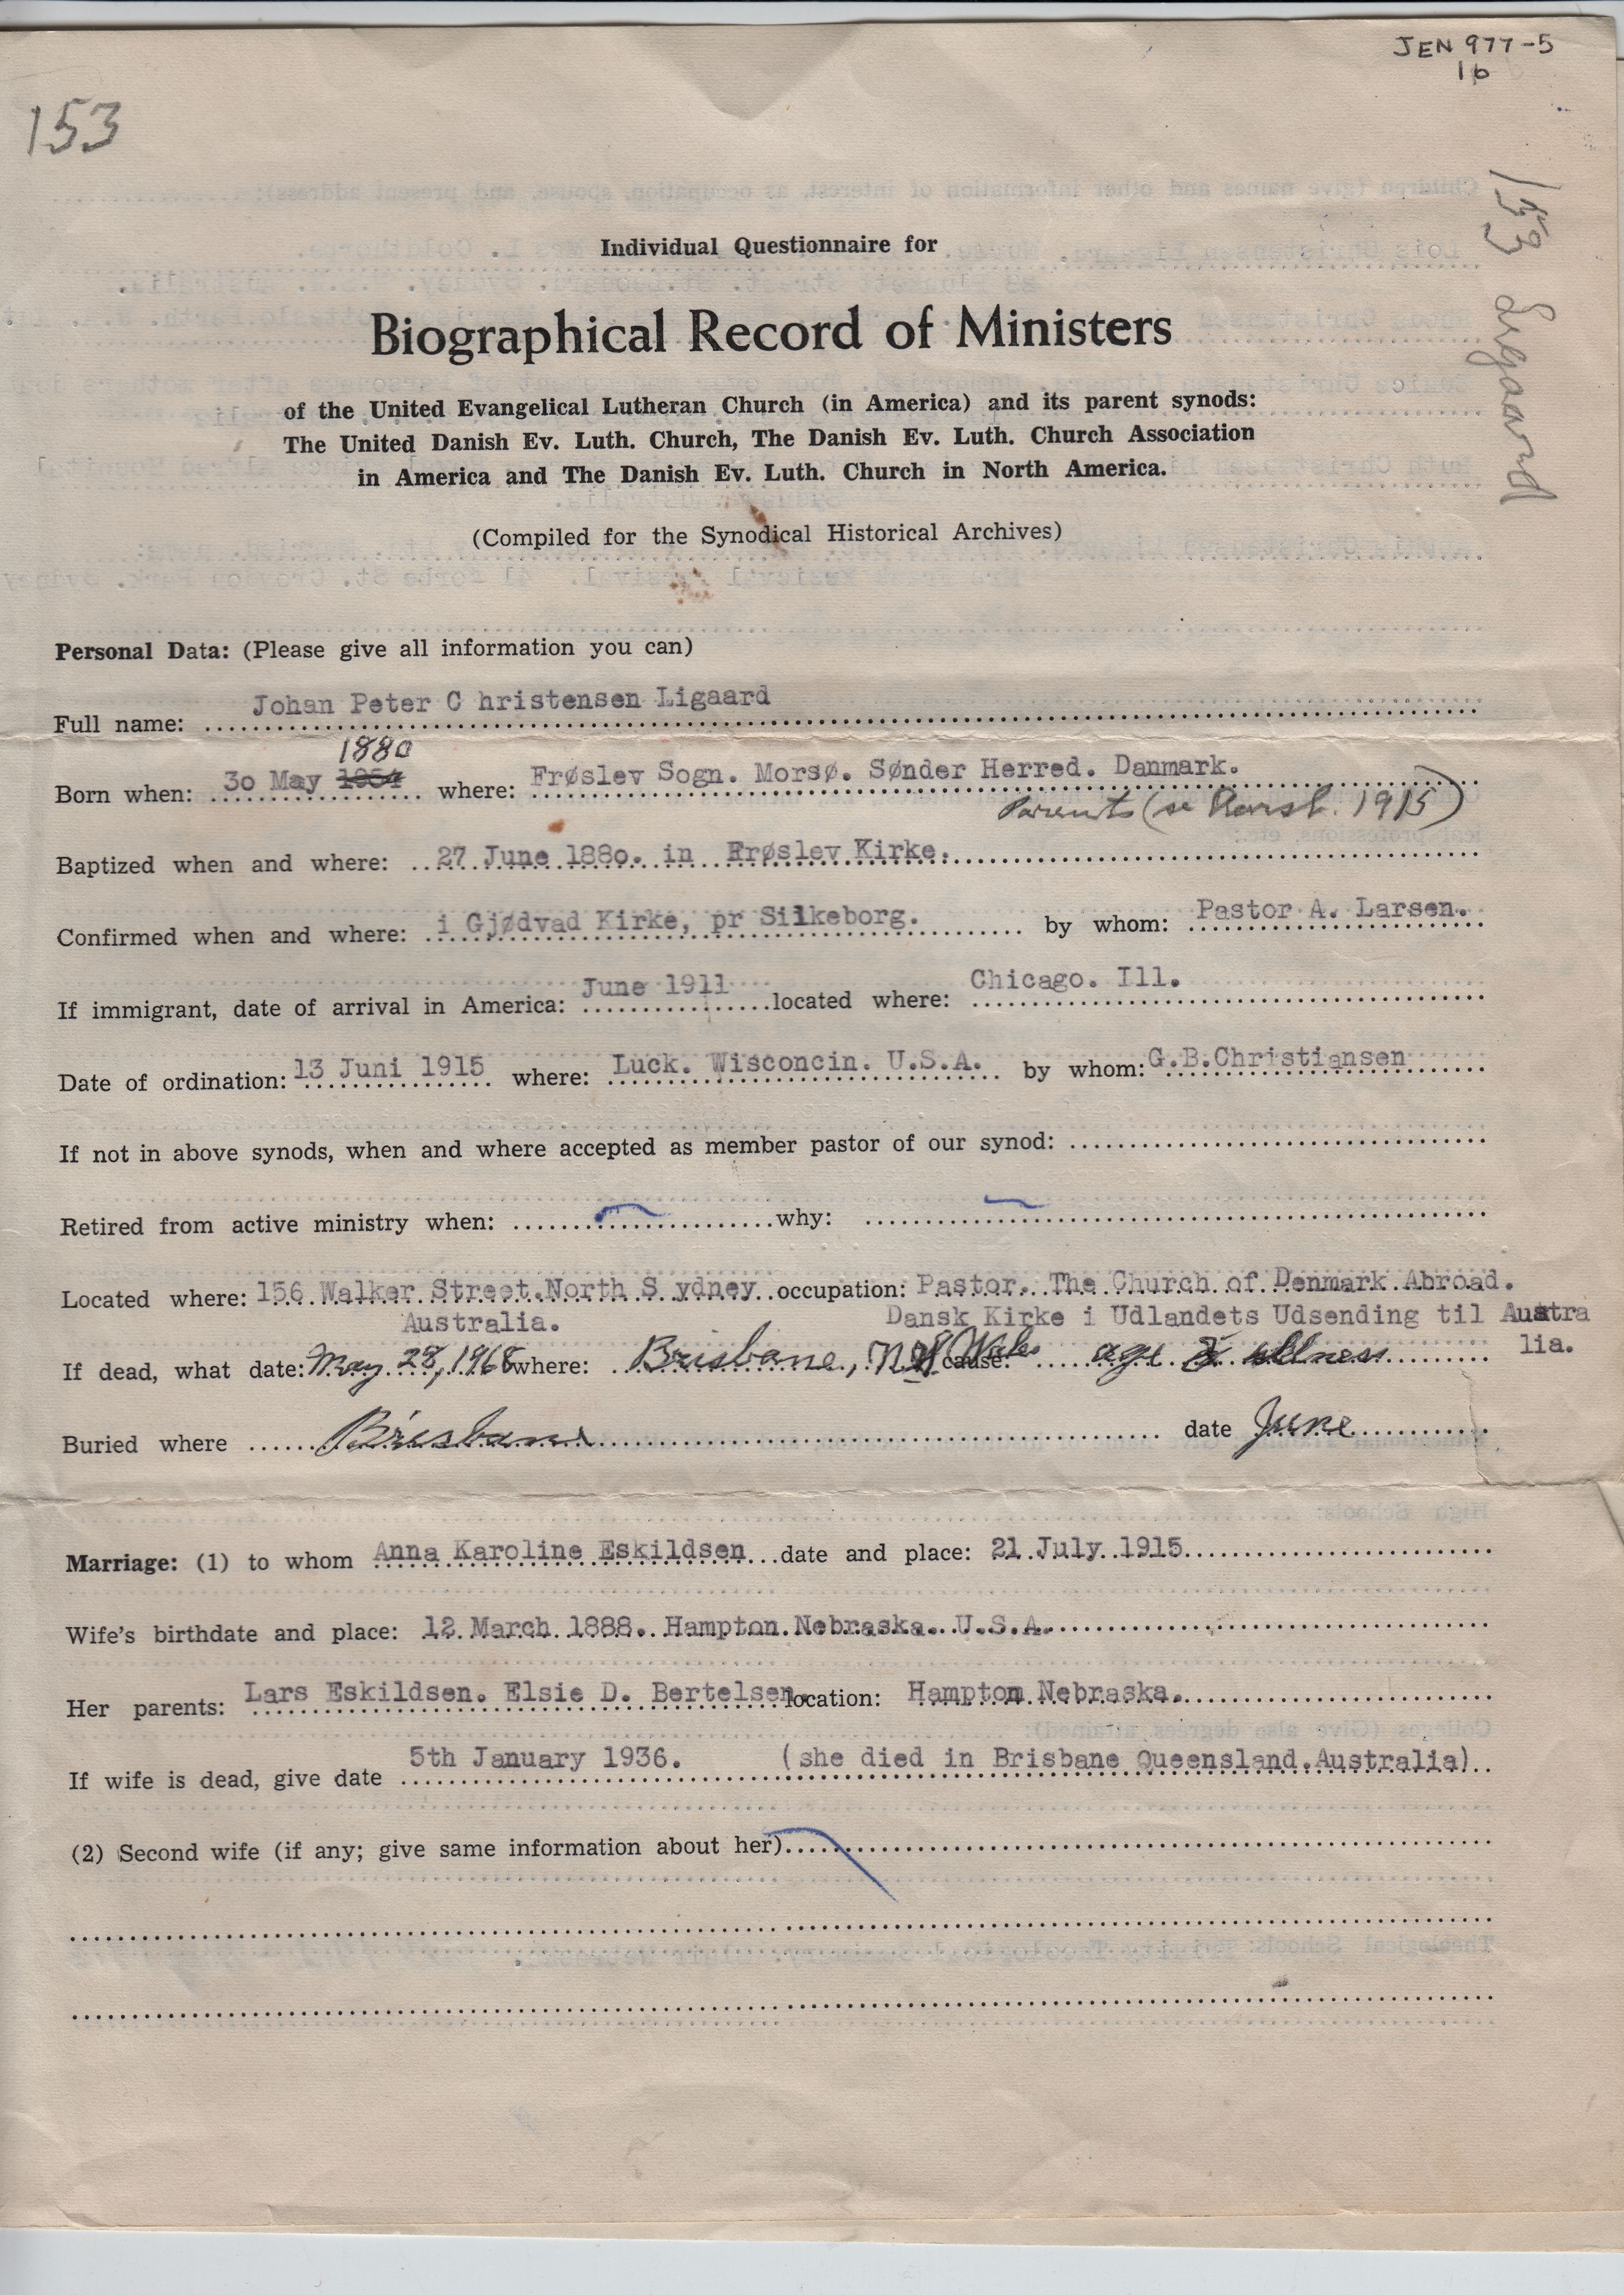 JEN 977-5
16
153
153 Ligaard
Individual Questionnaire for
Biographical Record of Ministers
of the United Evangelical Lutheran Church (in America) and its parent synods:
The United Danish Ev. Luth. Church, The Danish Ev. Luth. Church Association
in America and The Danish Ev. Luth. Church in North America.
(Compiled for the Synodical Historical Archives)
Personal Data: (Please give all information you can)
Full name: Johan Peter C hristensen Ligaard
1880
Born when: 3o May 1964 where: Frøslev Sogn. Morsø. Sønder Herred. Danmark.
Parents (se 1915)
Baptized when and where: 27 June 188o. in Frøslev Kirke.
Confirmed when and where: i Gjødvad Kirke, pr Silkeborg. by whom: Pastor A. Larsen.
If immigrant, date of arrival in America: June 1911 located where: Chicago. Ill.
Date of ordination: 13 Juni 1915 where: Luck. Wisconcin. U.S.A. by whom: G.B.Christiansen
If not in above synods, when and where accepted as member pastor of our synod:
Retired from active ministry when: why:
Located where: 156 Walker Street.North S ydney occupation: Pastor. The Church of Denmark Abroad.
Australia. Dansk Kirke i Udlandets Udsending til Austra
lia.
If dead, what date: May 28, 1968 where: Brisbane, N.S. Wales cause: age & illness
Buried where Brisbane date June
Marriage: (1) to whom Anna Karoline Eskildsen date and place: 21 July 1915
Wife's birthdate and place: 12 March 1888. Hampton Nebraska. U.S.A.
Her parents: Lars Eskildsen. Elsie D. Bertelsen. location: Hampton Nebraska.
If wife is dead, give date 5th January 1936. (she died in Brisbane Queensland.Australia)
(2) Second wife (if any; give same information about her)